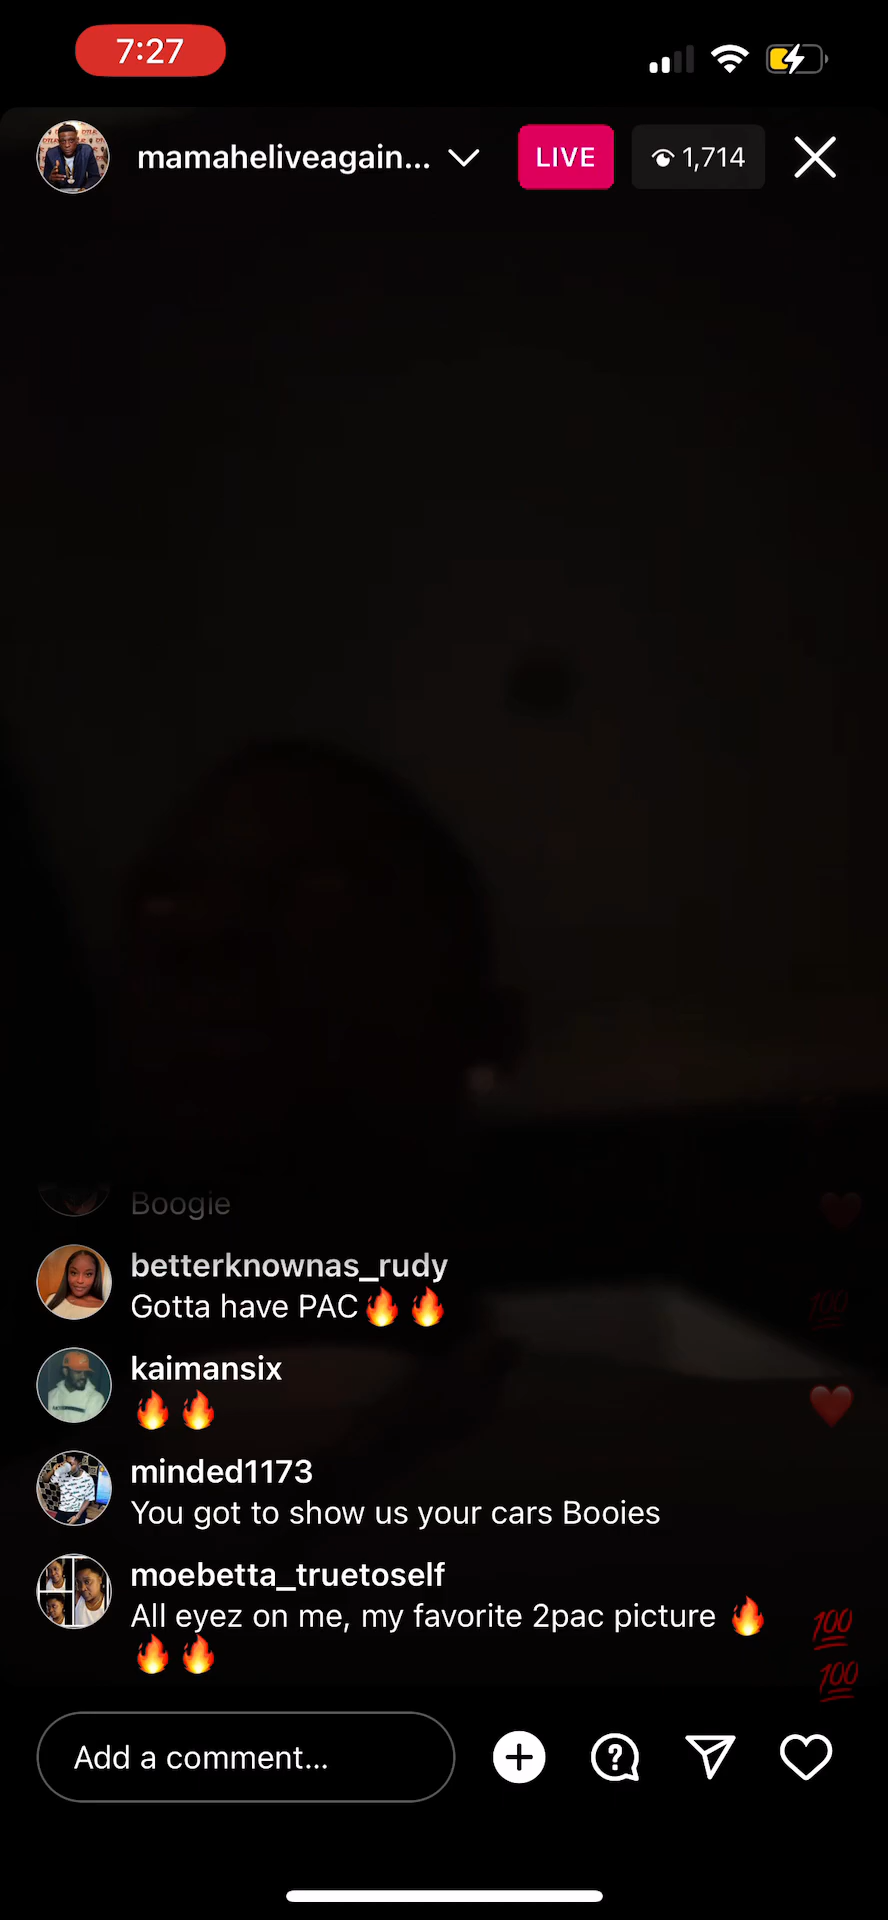 7:27
mamaheliveagain...
LIVE
1,714
Boogie
betterknownas_rudy
Gotta have PAC🔥🔥
kaimansix
🔥🔥
minded1173
You got to show us your cars Booies
moebetta_truetoself
All eyez on me, my favorite 2pac picture 🔥
🔥🔥
💯
💯
💯
Add a comment...